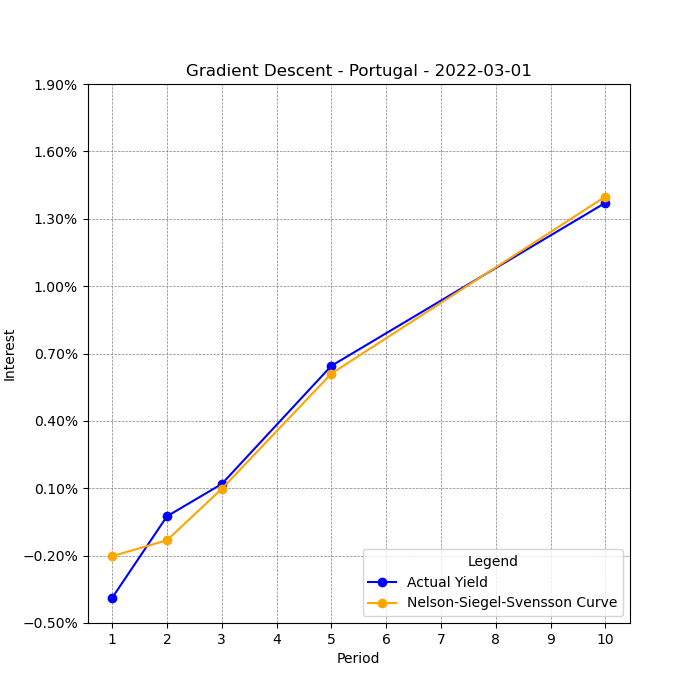 Gradient Descent - Portugal - 2022-03-01
1.90%
1.60%
1.30%
1.00%
0.70%
0.40%
0.10%
−0.20%
−0.50%
Interest
Legend
Actual Yield
Nelson-Siegel-Svensson Curve
1 2 3 4 5 6 7 8 9 10
Period